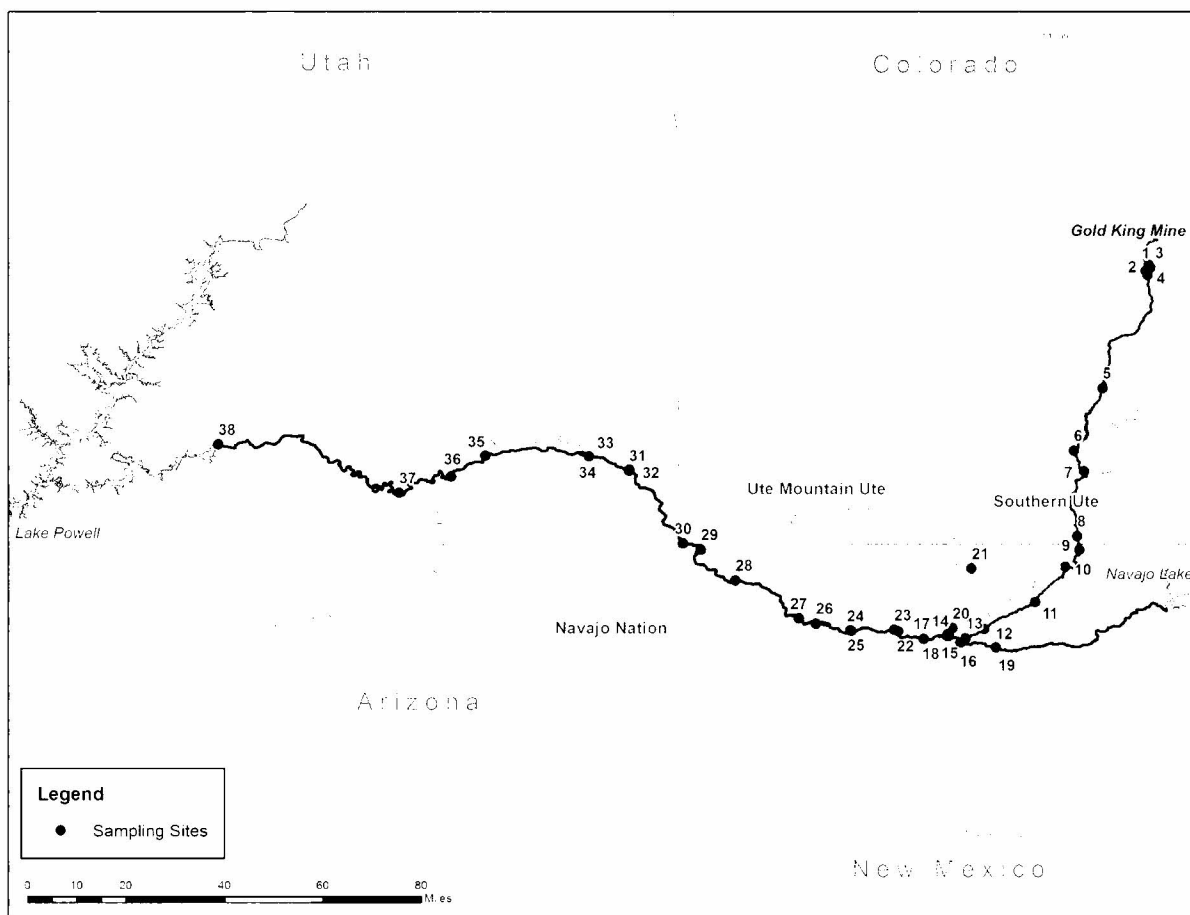 Utah
Colorado
Gold King Mine
1 3
2 4
5
6
7
38
35
33
31
36
34
32
37
Ute Mountain Ute
Southern Ute
Lake Powell
8
30 29
9
21
10
Navajo Lake
28
11
27 26
24
23
20
Navajo Nation
17 14 13
12
25
22
18 15 16
19
Arizona
Legend
Sampling Sites
New Mexico
0 10 20 40 60 80